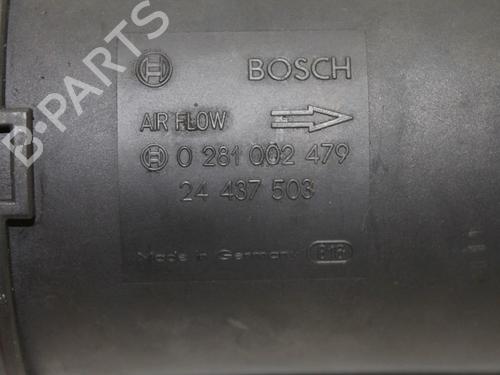 BOSCH
AIR FLOW
0 281 002 479
24 437 503
Made in Germany
B-PARTS